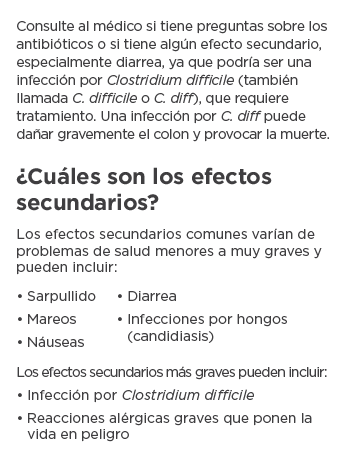 Consulte al médico si tiene preguntas sobre los
antibióticos o si tiene algún efecto secundario,
especialmente diarrea, ya que podría ser una
infección por Clostridium difficile (también
llamada C. difficile o C. diff), que requiere
tratamiento. Una infección por C. diff puede
dañar gravemente el colon y provocar la muerte.
¿Cuáles son los efectos
secundarios?
Los efectos secundarios comunes varían de
problemas de salud menores a muy graves y
pueden incluir:
• Sarpullido
• Mareos
• Náuseas
• Diarrea
• Infecciones por hongos
(candidiasis)
Los efectos secundarios más graves pueden incluir:
• Infección por Clostridium difficile
• Reacciones alérgicas graves que ponen la
vida en peligro